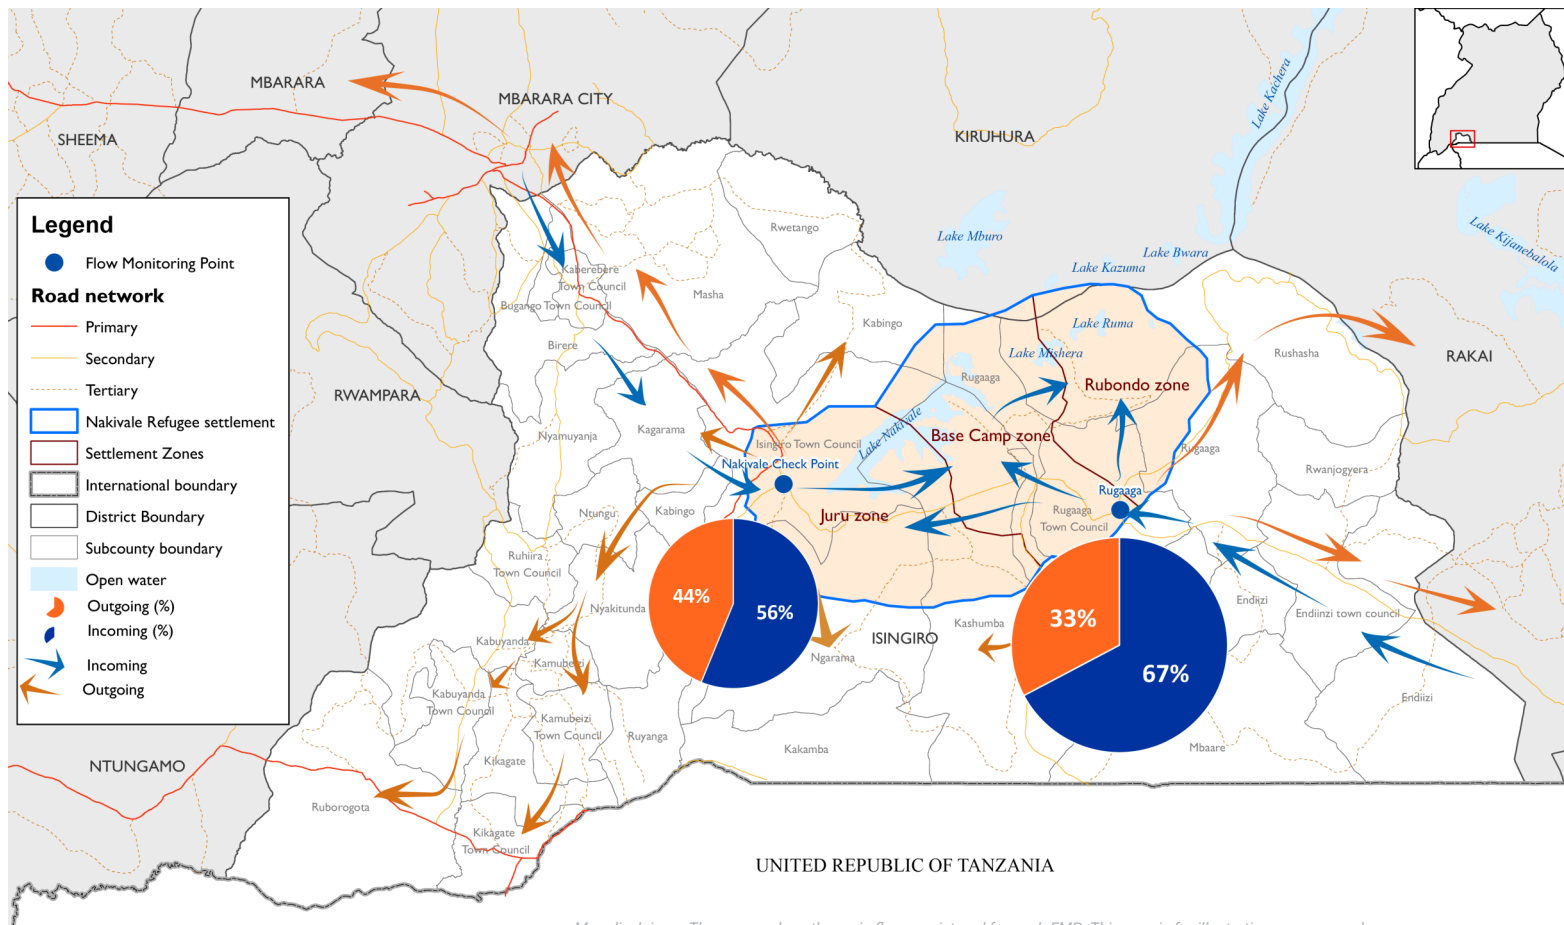 MBARARA
MBARARA CITY
SHEEMA
KIRUHURA
Lake Kachera
Lake Kijanebalola
Lake Mburo
Lake Bwara
Lake Kazuma
Lake Ruma
Lake Mishera
Lake Nakivale
Legend
Flow Monitoring Point
Road network
Primary
Secondary
Tertiary
Nakivale Refugee settlement
Settlement Zones
International boundary
District Boundary
Subcounty boundary
Open water
Outgoing (%)
Incoming (%)
Incoming
Outgoing
RWAMPARA
RAKAI
NTUNGAMO
ISINGIRO
Rwetango
Kaberebere
Town Council
Bugango Town Council
Masha
Birere
Kabingo
Rugaaga
Rushasha
Rubondo zone
Base Camp zone
Juru zone
Nyamuyanja
Kagarama
Isingiro Town Council
Nakivale Check Point
Rugaaga
Rwanjogyera
Rugaaga
Rugaaga
Town Council
Ntungu
Kabingo
Ruhiira
Town Council
Nyakitunda
Kabuyanda
Kamubeizi
Kabuyanda
Town Council
Kamubeizi
Town Council
Ruyanga
Kikagate
Ruborogota
Kikagate
Town Council
44%
56%
33%
67%
Ngarama
Kashumba
Kakamba
Endiizi
Endiinzi town council
Endiizi
Mbaare
UNITED REPUBLIC OF TANZANIA